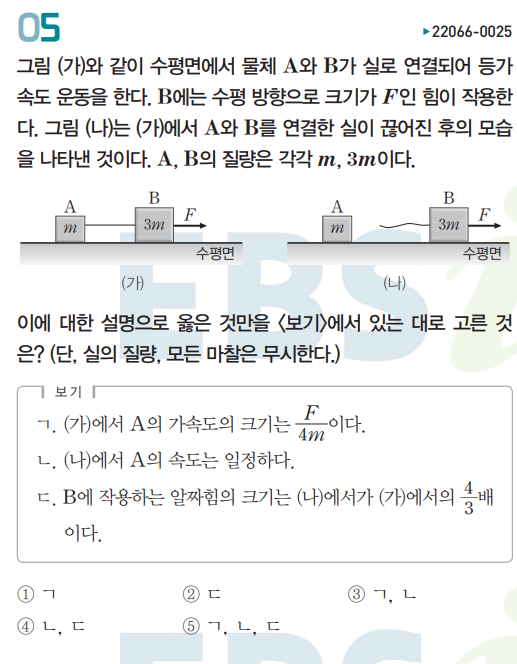 05
▶22066-0025
그림 (가)와 같이 수평면에서 물체 A와 B가 실로 연결되어 등가
속도 운동을 한다. B에는 수평 방향으로 크기가 F인 힘이 작용한
다. 그림 (나)는 (가)에서 A와 B를 연결한 실이 끊어진 후의 모습
을 나타낸 것이다. A, B의 질량은 각각 m, 3m이다.
A B F A B F
m 3m m 3m
수평면 수평면
(가) (나)
이에 대한 설명으로 옳은 것만을 〈보기〉에서 있는 대로 고른 것
은? (단, 실의 질량, 모든 마찰은 무시한다.)
보기
ㄱ. (가)에서 A의 가속도의 크기는 F/4m이다.
ㄴ. (나)에서 A의 속도는 일정하다.
ㄷ. B에 작용하는 알짜힘의 크기는 (나)에서가 (가)에서의 4/3배
이다.
① ㄱ ② ㄷ ③ ㄱ, ㄴ
④ ㄴ, ㄷ ⑤ ㄱ, ㄴ, ㄷ
EBSi